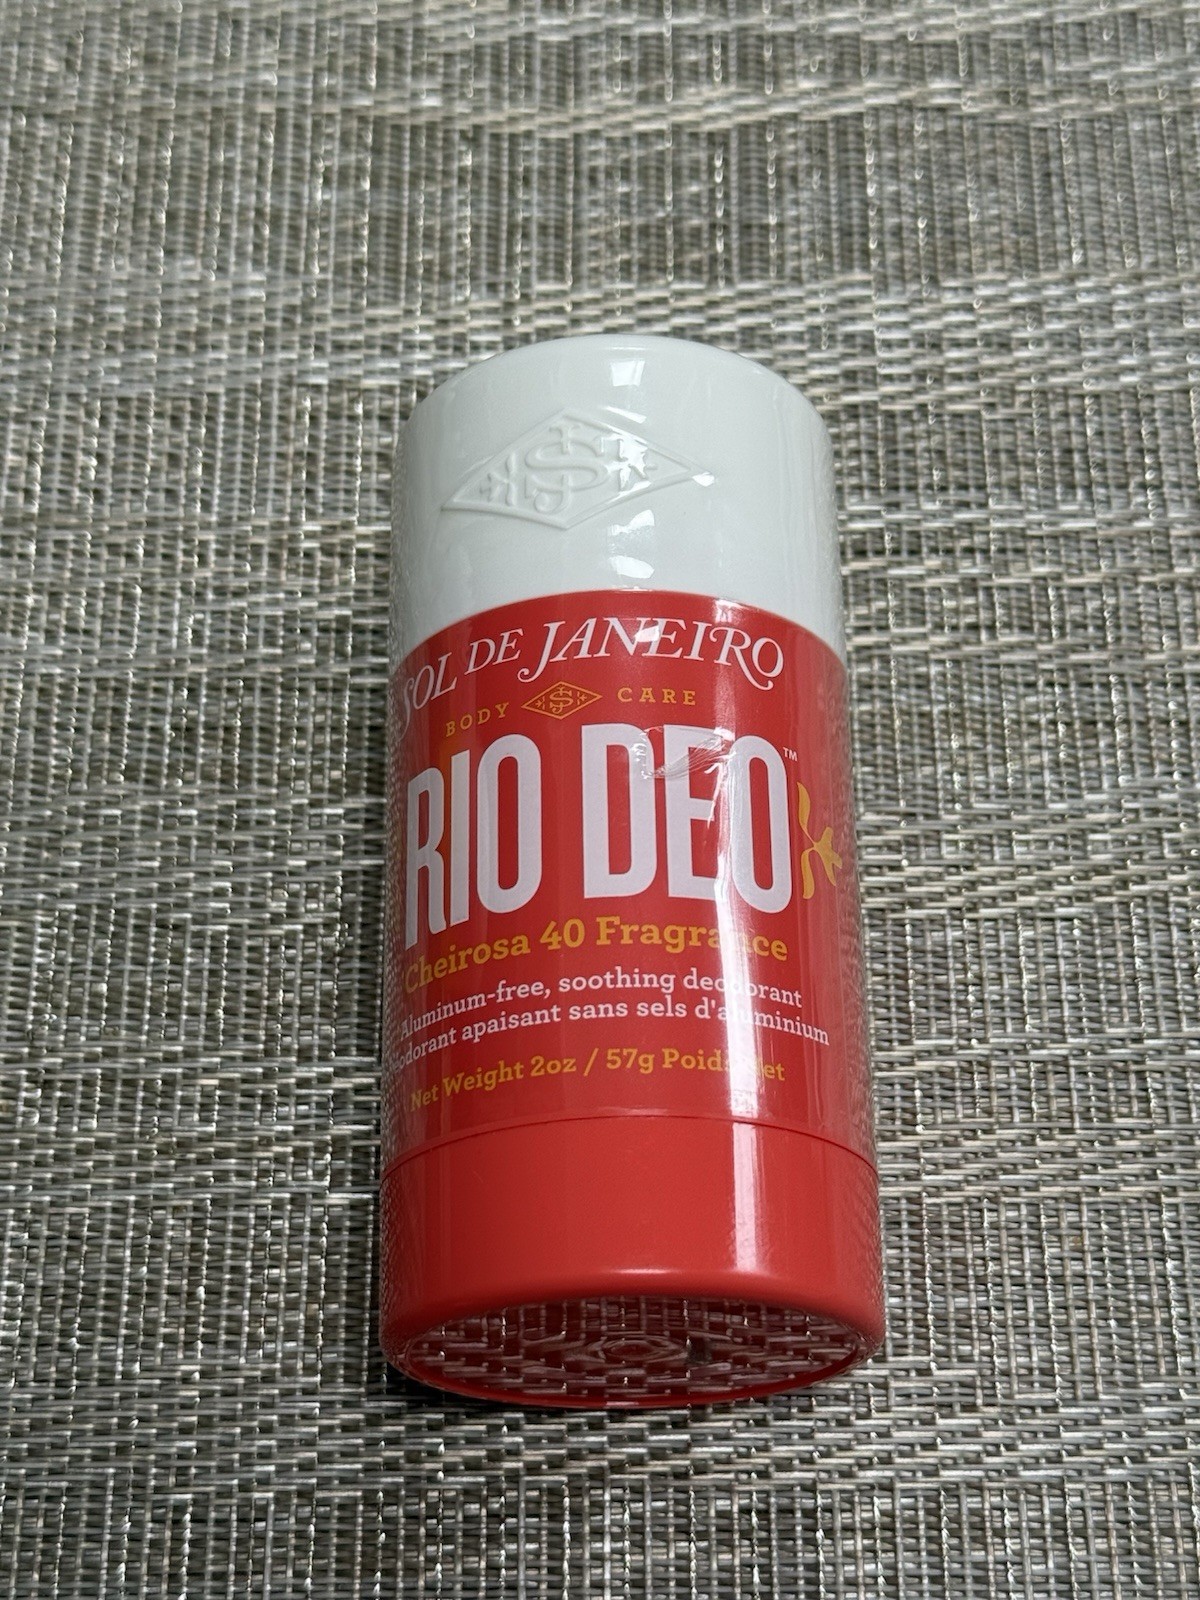 SOL DE JANEIRO
BODY CARE
RIO DEO™
Cheirosa 40 Fragrance
Aluminum-free, soothing deodorant
deodorant apaisant sans sels d'aluminium
Net Weight 2oz / 57g Poids Net